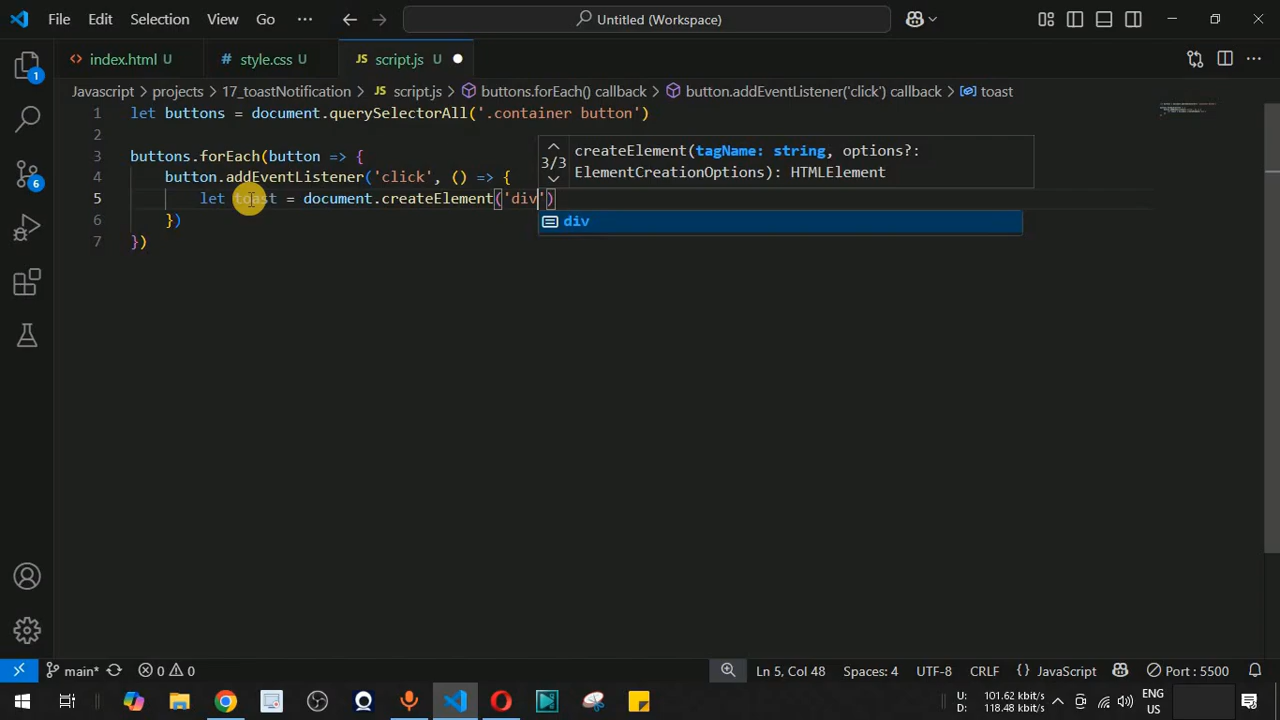 File Edit Selection View Go ··· Untitled (Workspace)
index.html U style.css U JS script.js U
Javascript > projects > 17_toastNotification > JS script.js > buttons.forEach() callback > button.addEventListener('click') callback > toast
1 let buttons = document.querySelectorAll('.container button')
2
3 buttons.forEach(button => {
4 button.addEventListener('click', () => {
5 let toast = document.createElement('div')
6 })
7 })
3/3 createElement(tagName: string, options?:
ElementCreationOptions): HTMLElement
div
1
6
main* 0 0 Ln 5, Col 48 Spaces: 4 UTF-8 CRLF {} JavaScript Port : 5500
U: 101.62 kbit/s
D: 118.48 kbit/s
ENG
US